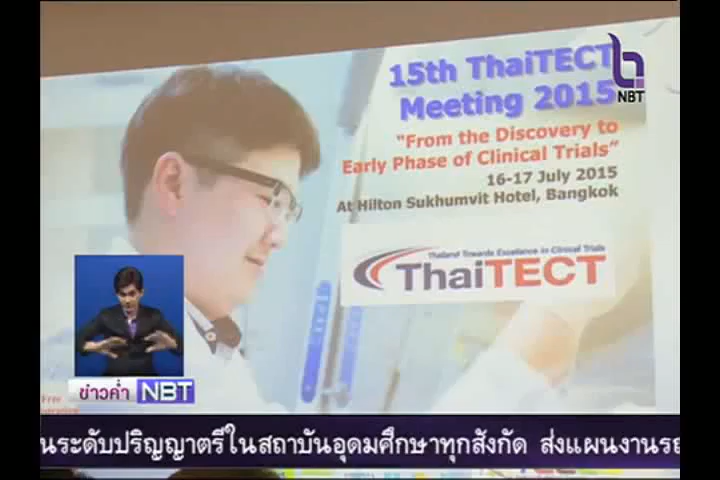 15th ThaiTECT
Meeting 2015
NBT
"From the Discovery to
Early Phase of Clinical Trials"
16-17 July 2015
At Hilton Sukhumvit Hotel, Bangkok
Thailand Towards Excellence in Clinical Trials
ThaiTECT
ข่าวค่ำ NBT
Free
นระดับปริญญาตรีในสถาบันอุดมศึกษาทุกสังกัด ส่งแผนงานรณ